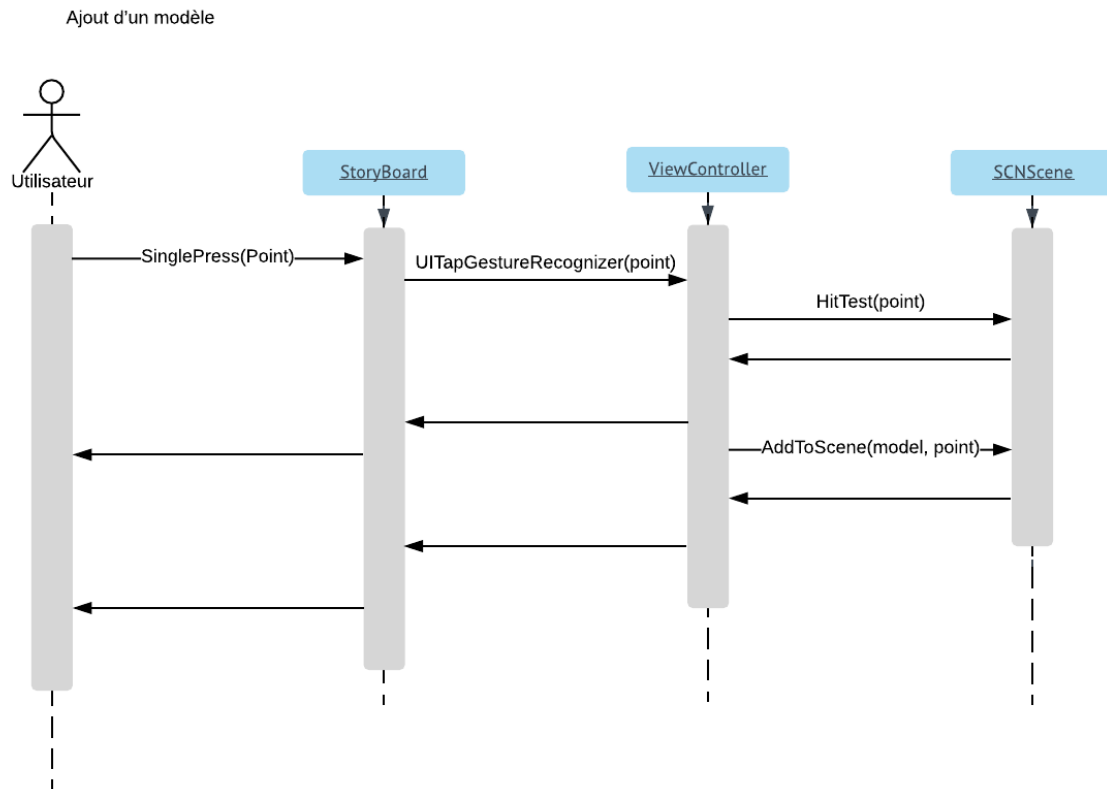 Ajout d'un modèle
Utilisateur
StoryBoard
ViewController
SCNScene
SinglePress(Point)
UITapGestureRecognizer(point)
HitTest(point)
AddToScene(model, point)